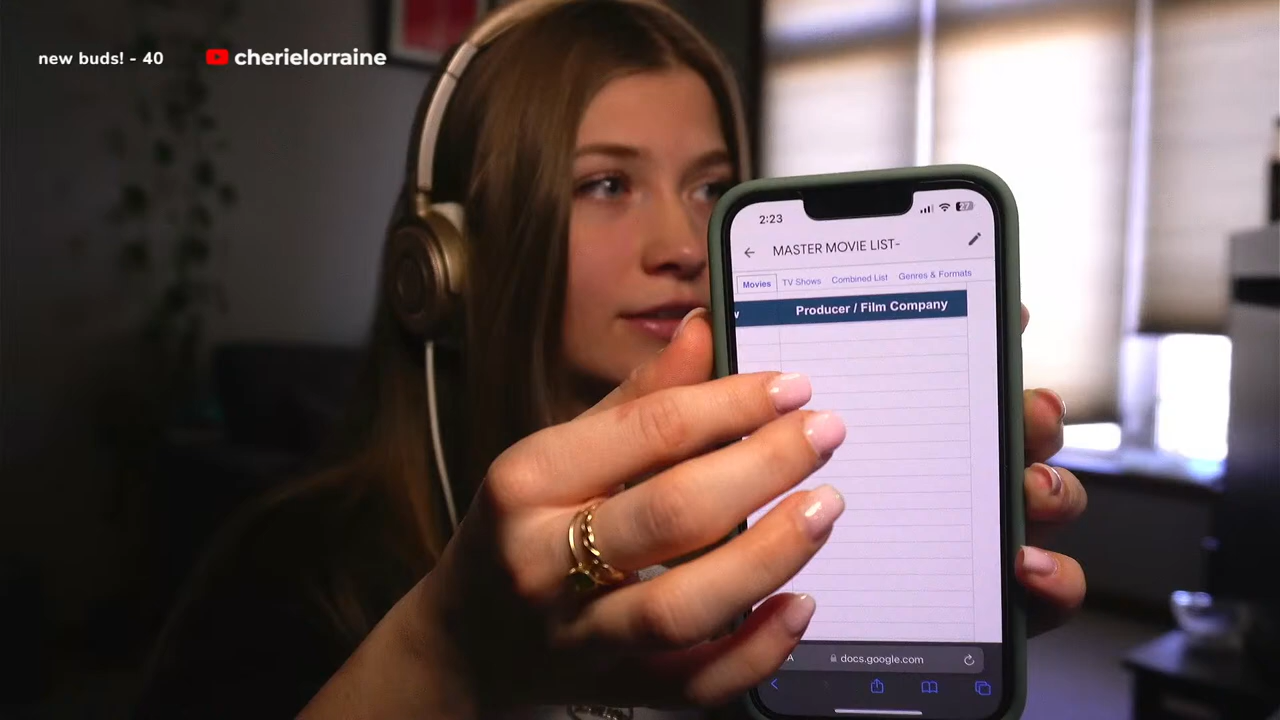 new buds! - 40
cherielorraine
2:23
27
MASTER MOVIE LIST-
Movies
TV Shows
Combined List
Genres & Formats
Producer / Film Company
docs.google.com